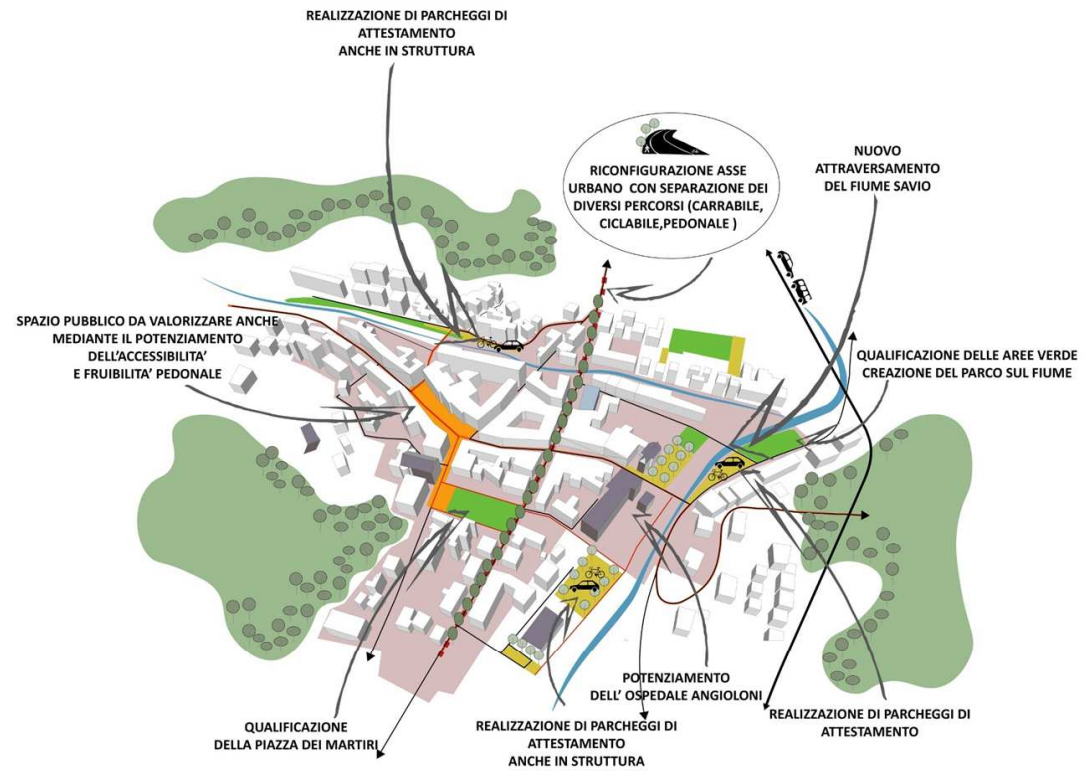 REALIZZAZIONE DI PARCHEGGI DI
ATTESTAMENTO
ANCHE IN STRUTTURA
RICONFIGURAZIONE ASSE
URBANO CON SEPARAZIONE DEI
DIVERSI PERCORSI (CARRABILE,
CICLABILE,PEDONALE )
NUOVO
ATTRAVERSAMENTO
DEL FIUME SAVIO
SPAZIO PUBBLICO DA VALORIZZARE ANCHE
MEDIANTE IL POTENZIAMENTO
DELL'ACCESSIBILITA'
E FRUIBILITA' PEDONALE
QUALIFICAZIONE DELLE AREE VERDE
CREAZIONE DEL PARCO SUL FIUME
QUALIFICAZIONE
DELLA PIAZZA DEI MARTIRI
REALIZZAZIONE DI PARCHEGGI DI
ATTESTAMENTO
ANCHE IN STRUTTURA
POTENZIAMENTO
DELL' OSPEDALE ANGIOLONI
REALIZZAZIONE DI PARCHEGGI DI
ATTESTAMENTO